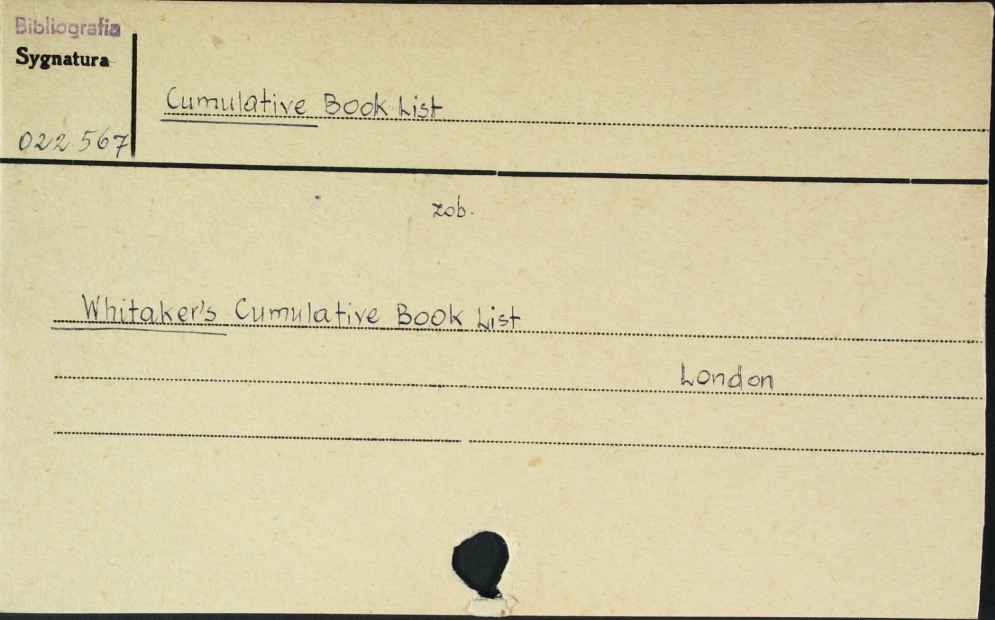 Bibliografia
Sygnatura
022 567
Cumulative Book List
zob.
Whitaker's Cumulative Book List
London